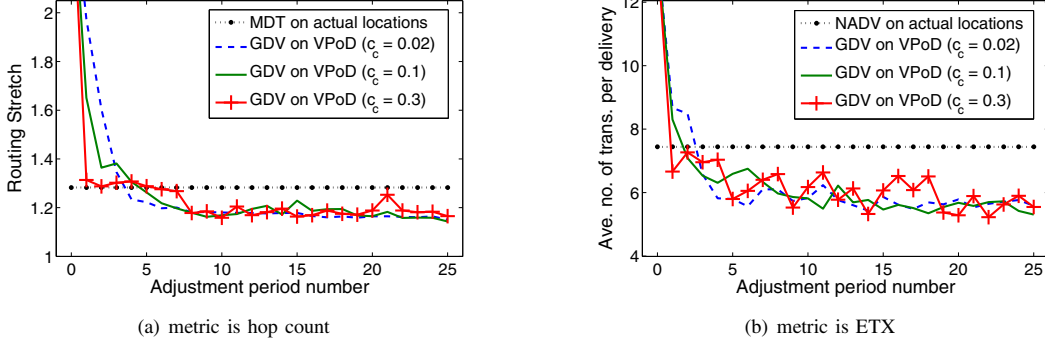 2
1.8
1.6
1.4
1.2
1
0 5 10 15 20 25
Routing Stretch
Adjustment period number
MDT on actual locations
GDV on VPoD (c_c = 0.02)
GDV on VPoD (c_c = 0.1)
GDV on VPoD (c_c = 0.3)
(a) metric is hop count
12
10
8
6
4
0 5 10 15 20 25
Ave. no. of trans. per delivery
Adjustment period number
NADV on actual locations
GDV on VPoD (c_c = 0.02)
GDV on VPoD (c_c = 0.1)
GDV on VPoD (c_c = 0.3)
(b) metric is ETX